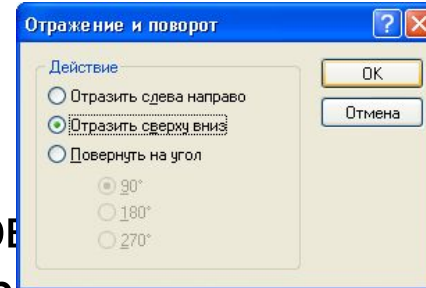 Отражение и поворот
Действие
Отразить слева направо
Отразить сверху вниз
Повернуть на угол
90°
180°
270°
OK
Отмена